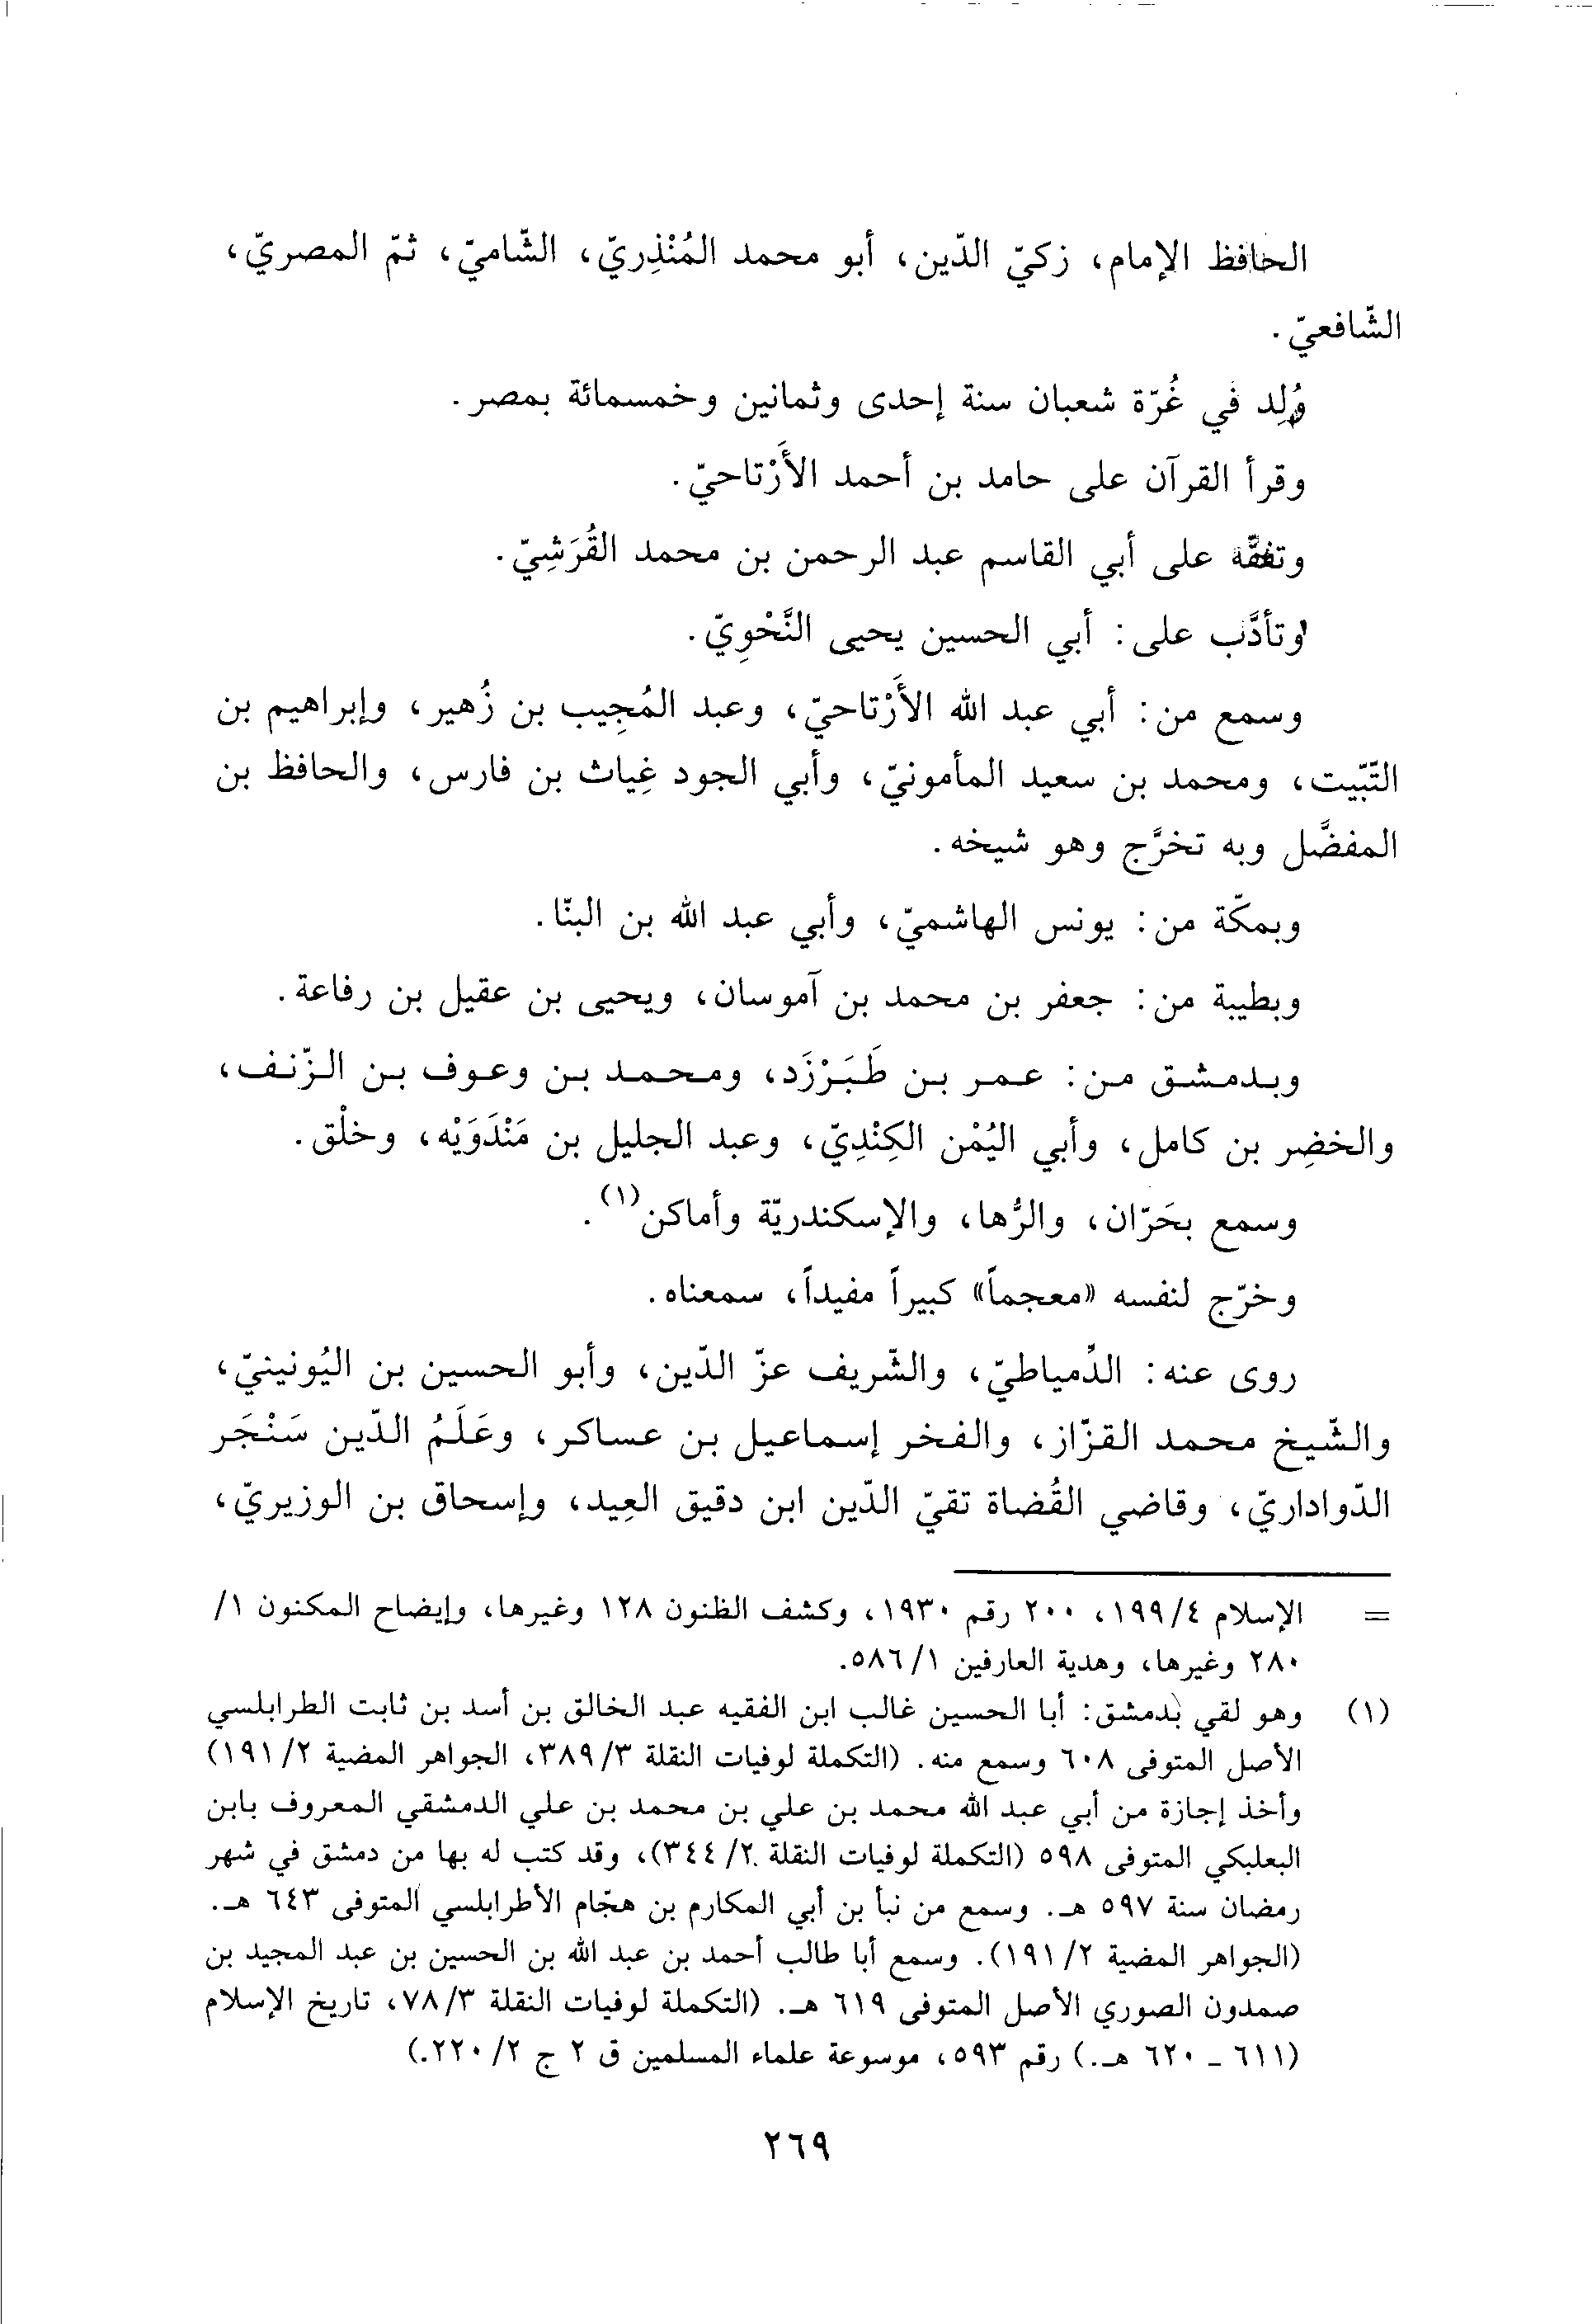 الحافظ الإمام، زكيّ الدّين، أبو محمد المُنْذِريّ، الشّاميّ، ثمّ المصريّ،
الشّافعيّ.
وُلِد في غُرّة شعبان سنة إحدى وثمانين وخمسمائة بمصر.
وقرأ القرآن على حامد بن أحمد الأَرْتاحيّ.
وتفقَّه على أبي القاسم عبد الرحمن بن محمد القُرَشِيّ.
وتأدَّب على: أبي الحسين يحيى النَّحْوِيّ.
وسمع من: أبي عبد الله الأَرْتاحيّ، وعبد المُجِيب بن زُهير، وإبراهيم بن
التّبّيت، ومحمد بن سعيد المأمونيّ، وأبي الجود غِياث بن فارس، والحافظ بن
المفضَّل وبه تخرَّج وهو شيخه.
وبمكّة من: يونس الهاشميّ، وأبي عبد الله بن البنّا.
وبطيبة من: جعفر بن محمد بن آموسان، ويحيى بن عقيل بن رفاعة.
وبدمشق من: عمر بن طَبَرْزَد، ومحمد بن وعوف بن الزّنف،
والخضِر بن كامل، وأبي اليُمْن الكِنْدِيّ، وعبد الجليل بن مَنْدَوَيْه، وخلْق.
وسمع بحَرّان، والرُّها، والإسكندريّة وأماكن(١).
وخرّج لنفسه «معجماً» كبيراً مفيداً، سمعناه.
روى عنه: الدِّمياطيّ، والشّريف عزّ الدّين، وأبو الحسين بن اليُونينيّ،
والشّيخ محمد القزّاز، والفخر إسماعيل بن عساكر، وعَلَمُ الدّين سَنْجَر
الدّواداريّ، وقاضي القُضاة تقيّ الدّين ابن دقيق العِيد، وإسحاق بن الوزيريّ،
= الإسلام ٤/١٩٩، ٢٠٠ رقم ١٩٣٠، وكشف الظنون ١٢٨ وغيرها، وإيضاح المكنون ١/
٢٨٠ وغيرها، وهدية العارفين ١/٥٨٦.
(١) وهو لقي بدمشق: أبا الحسين غالب ابن الفقيه عبد الخالق بن أسد بن ثابت الطرابلسي
الأصل المتوفى ٦٠٨ وسمع منه. (التكملة لوفيات النقلة ٣/٣٨٩، الجواهر المضية ٢/١٩١)
وأخذ إجازة من أبي عبد الله محمد بن علي بن محمد بن علي الدمشقي المعروف بابن
البعلبكي المتوفى ٥٩٨ (التكملة لوفيات النقلة ٢/٣٤٤)، وقد كتب له بها من دمشق في شهر
رمضان سنة ٥٩٧ هـ. وسمع من نبأ بن أبي المكارم بن هجّام الأطرابلسي المتوفى ٦٤٣ هـ.
(الجواهر المضية ٢/١٩١). وسمع أبا طالب أحمد بن عبد الله بن الحسين بن عبد المجيد بن
صمدون الصوري الأصل المتوفى ٦١٩ هـ. (التكملة لوفيات النقلة ٣/٧٨، تاريخ الإسلام
(٦١١ - ٦٢٠ هـ.) رقم ٥٩٣، موسوعة علماء المسلمين ق ٢ ج ٢/٢٢٠.)
٢٦٩